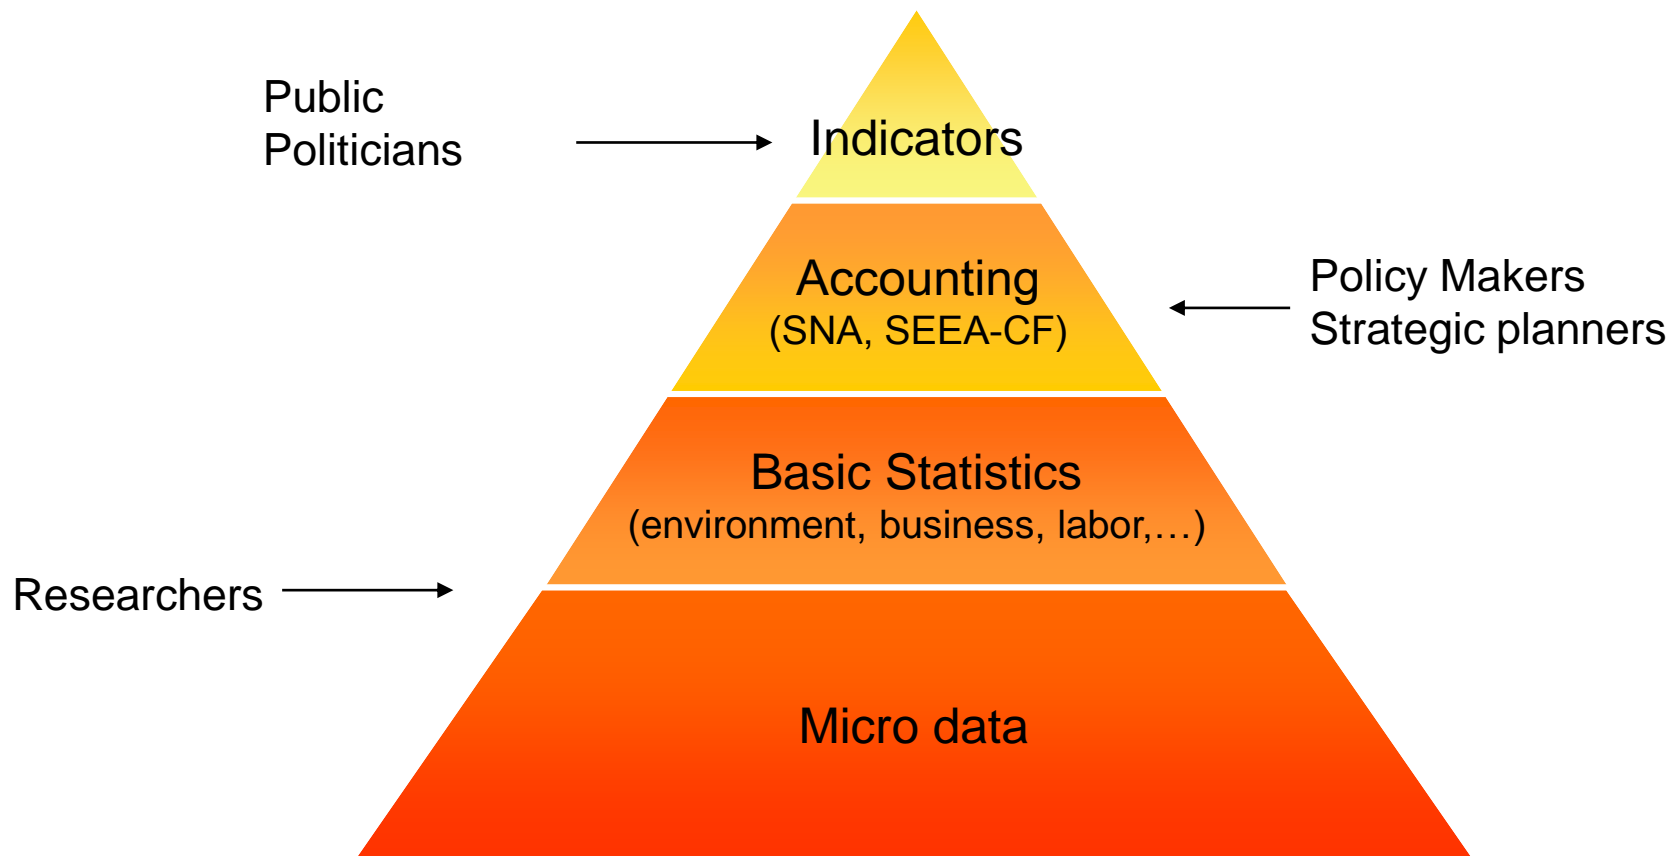 Public
Politicians
Indicators
Accounting
(SNA, SEEA-CF)
Policy Makers
Strategic planners
Basic Statistics
(environment, business, labor,…)
Researchers
Micro data